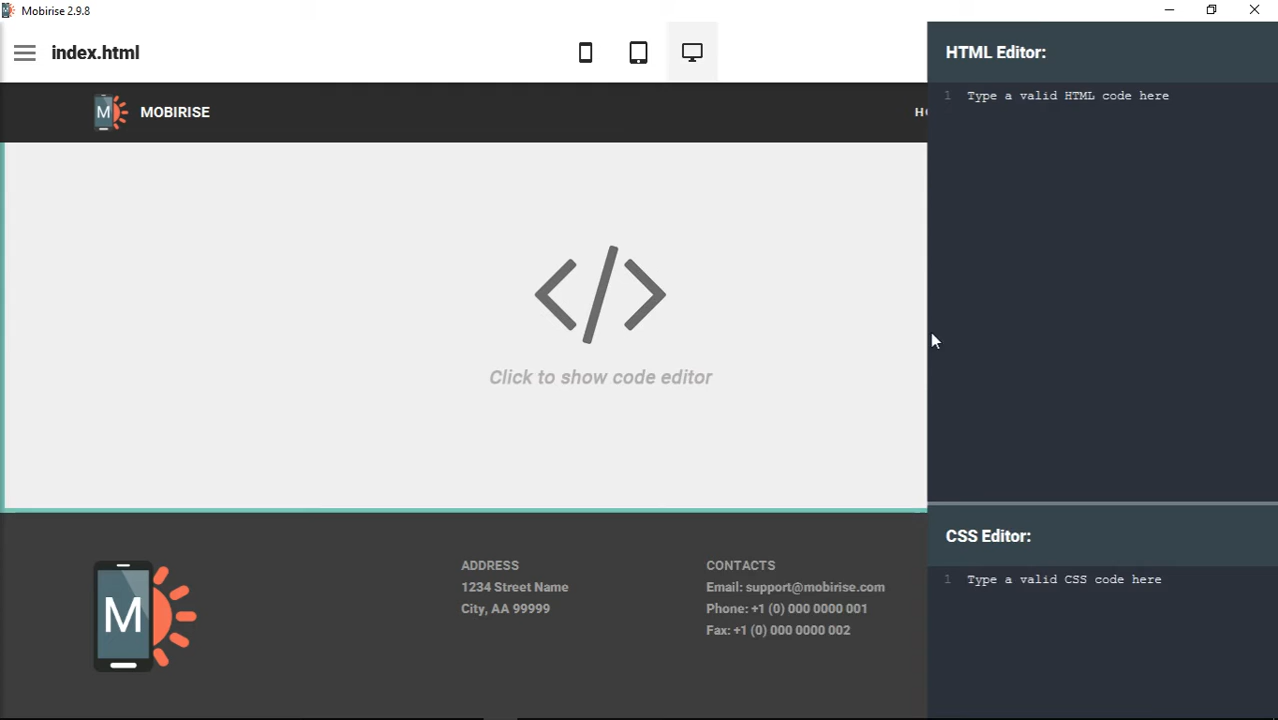 Mobirise 2.9.8
index.html
HTML Editor:
1 Type a valid HTML code here
M MOBIRISE
Click to show code editor
CSS Editor:
1 Type a valid CSS code here
M
ADDRESS
1234 Street Name
City, AA 99999
CONTACTS
Email: support@mobirise.com
Phone: +1 (0) 000 0000 001
Fax: +1 (0) 000 0000 002